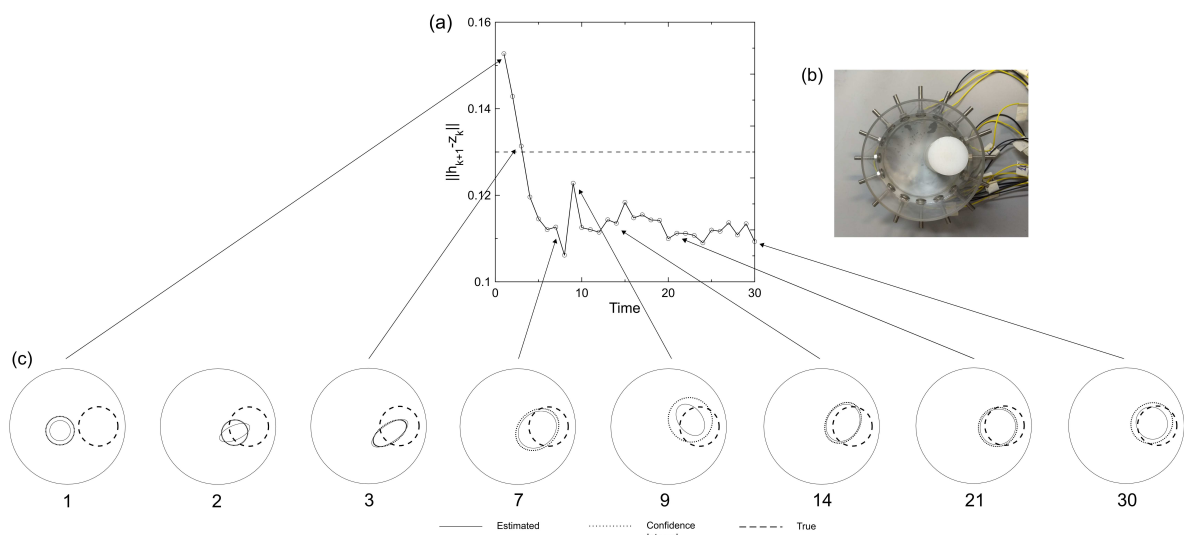 (a)
0.16
0.14
0.12
0.1
||h_{k+1}-z_k||
0 10 20 30
Time
(b)
(c)
1 2 3 7 9 14 21 30
Estimated Confidence True